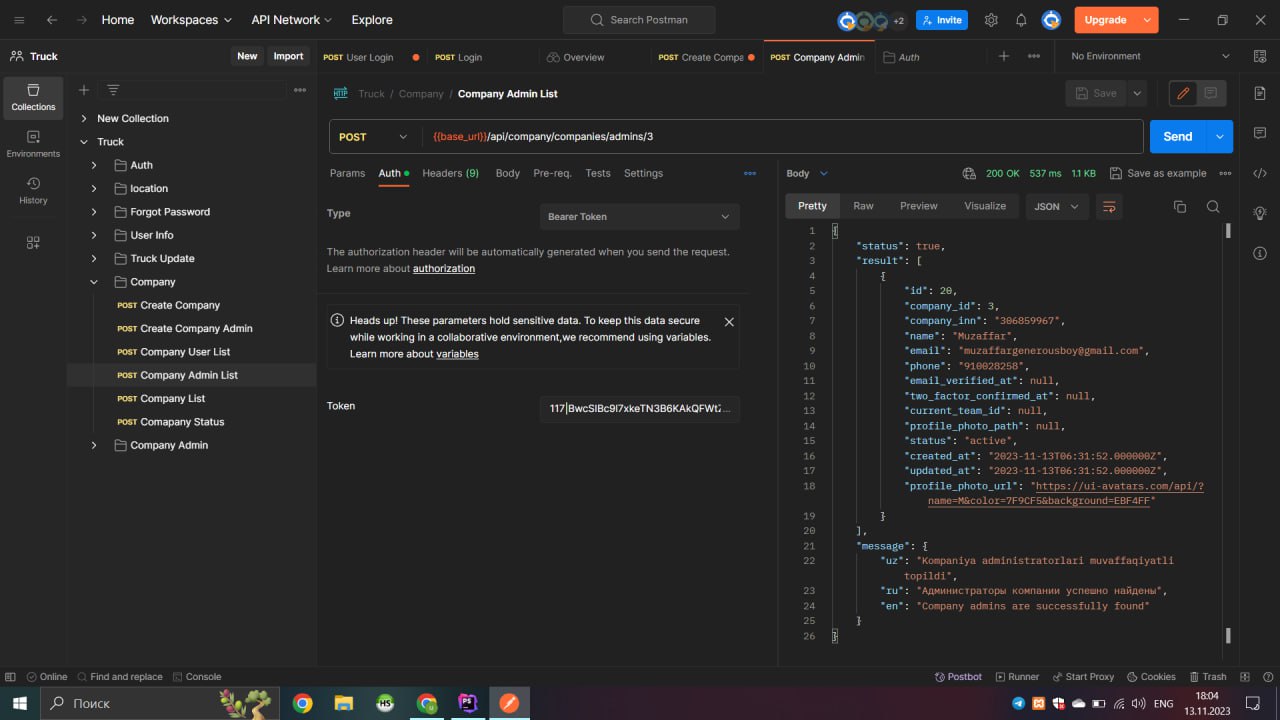 Home Workspaces API Network Explore Search Postman +2 Invite Upgrade
Truck New Import POST User Login POST Login Overview POST Create Compa POST Company Admin Auth No Environment
Collections
Environments
History
New Collection
Truck
Auth
location
Forgot Password
User Info
Truck Update
Company
POST Create Company
POST Create Company Admin
POST Company User List
POST Company Admin List
POST Company List
POST Comapany Status
Company Admin
HTTP Truck / Company / Company Admin List Save
POST {{base_url}}/api/company/companies/admins/3 Send
Params Auth Headers (9) Body Pre-req. Tests Settings
Type Bearer Token
The authorization header will be automatically generated when you send the request.
Learn more about authorization
Heads up! These parameters hold sensitive data. To keep this data secure
while working in a collaborative environment,we recommend using variables.
Learn more about variables
Token 117|BwcSIBc9I7xkeTN3B6KAkQFWt...
Body 200 OK 537 ms 1.1 KB Save as example
Pretty Raw Preview Visualize JSON
1 {
2 "status": true,
3 "result": [
4 {
5 "id": 20,
6 "company_id": 3,
7 "company_inn": "306859967",
8 "name": "Muzaffar",
9 "email": "muzaffargenerousboy@gmail.com",
10 "phone": "910028258",
11 "email_verified_at": null,
12 "two_factor_confirmed_at": null,
13 "current_team_id": null,
14 "profile_photo_path": null,
15 "status": "active",
16 "created_at": "2023-11-13T06:31:52.000000Z",
17 "updated_at": "2023-11-13T06:31:52.000000Z",
18 "profile_photo_url": "https://ui-avatars.com/api/?
name=M&color=7F9CF5&background=EBF4FF"
19 }
20 ],
21 "message": {
22 "uz": "Kompaniya administratorlari muvaffaqiyatli
topildi",
23 "ru": "Администраторы компании успешно найдены",
24 "en": "Company admins are successfully found"
25 }
26 }
Online Find and replace Console Postbot Runner Start Proxy Cookies Trash
Поиск HS PS ENG 18:04
13.11.2023